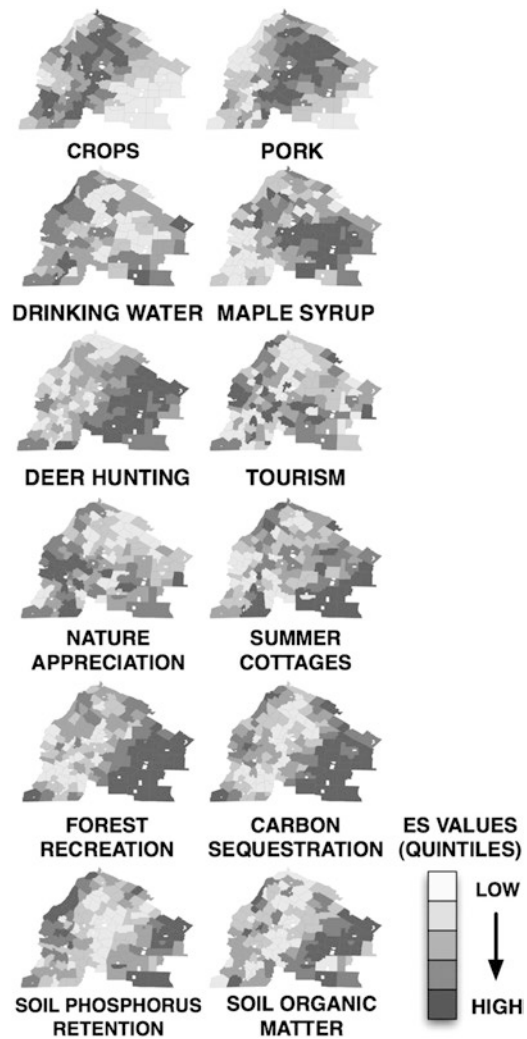 CROPS
PORK
DRINKING WATER
MAPLE SYRUP
DEER HUNTING
TOURISM
NATURE
APPRECIATION
SUMMER
COTTAGES
FOREST
RECREATION
CARBON
SEQUESTRATION
ES VALUES
(QUINTILES)
LOW
HIGH
SOIL PHOSPHORUS
RETENTION
SOIL ORGANIC
MATTER